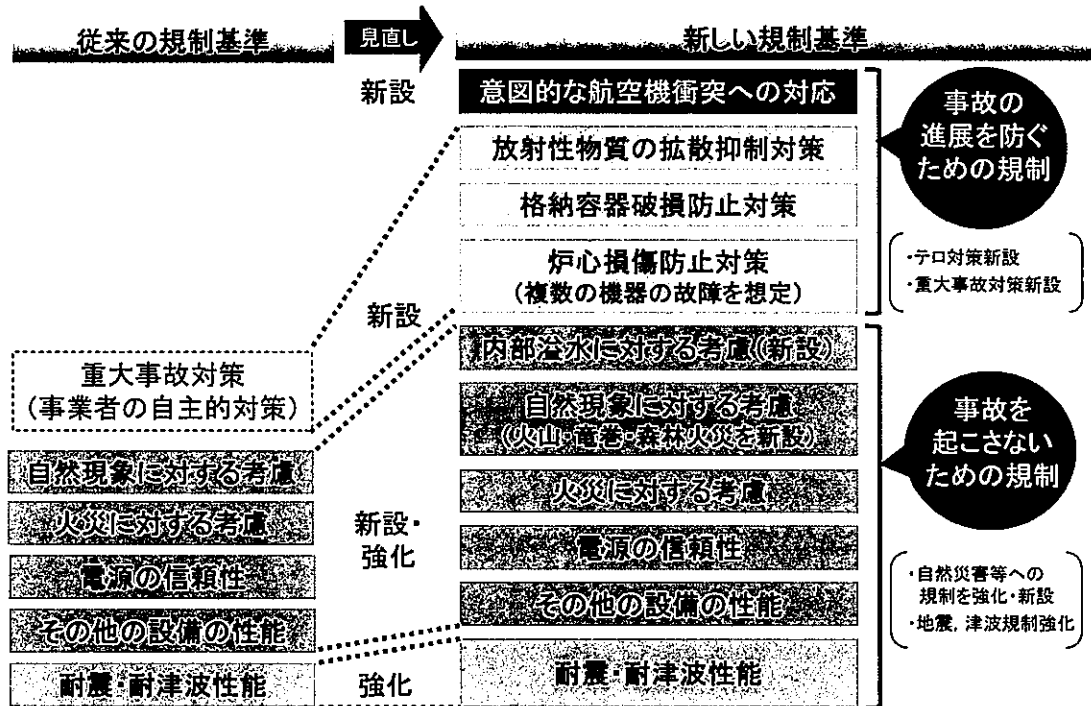 従来の規制基準
見直し
新しい規制基準
新設
意図的な航空機衝突への対応
放射性物質の拡散抑制対策
格納容器破損防止対策
炉心損傷防止対策
(複数の機器の故障を想定)
事故の
進展を防ぐ
ための規制
・テロ対策新設
・重大事故対策新設
新設
重大事故対策
(事業者の自主的対策)
内部溢水に対する考慮(新設)
自然現象に対する考慮
(火山・竜巻・森林火災を新設)
火災に対する考慮
電源の信頼性
その他の設備の性能
耐震・耐津波性能
自然現象に対する考慮
火災に対する考慮
電源の信頼性
その他の設備の性能
耐震・耐津波性能
新設・
強化
強化
事故を
起こさない
ための規制
・自然災害等への
規制を強化・新設
・地震,津波規制強化